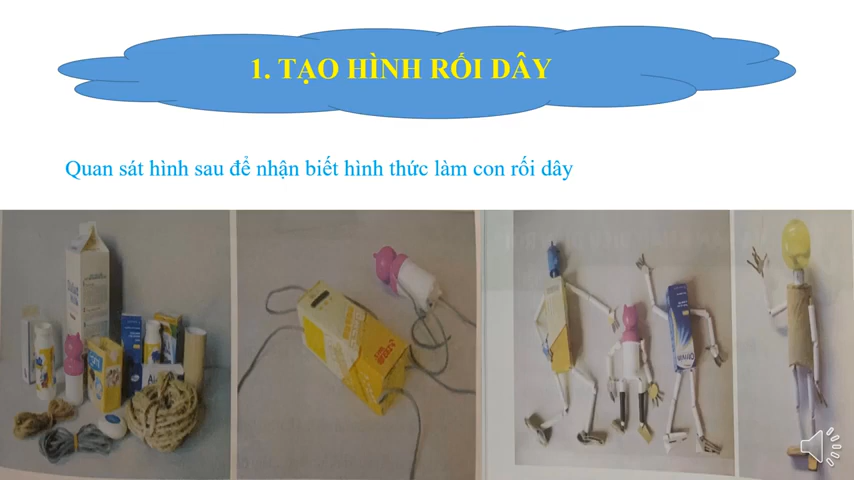 1. TẠO HÌNH RỐI DÂY
Quan sát hình sau để nhận biết hình thức làm con rối dây